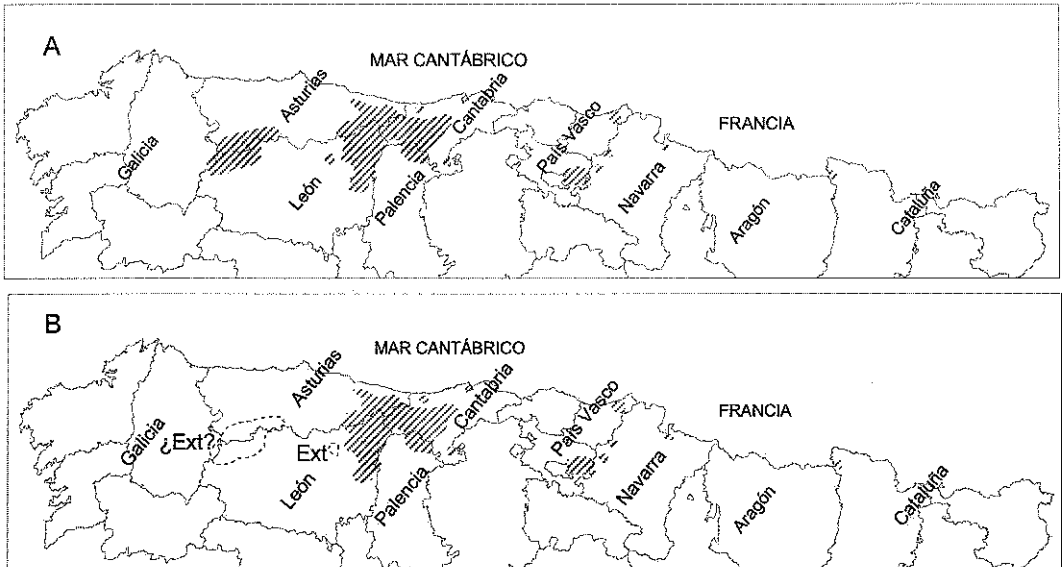 A
MAR CANTÁBRICO
Asturias
Cantabria
FRANCIA
País Vasco
Galicia
León
Palencia
Navarra
Aragón
Cataluña
B
MAR CANTÁBRICO
Asturias
Cantabria
FRANCIA
País Vasco
Galicia
¿Ext?
Ext
León
Palencia
Navarra
Aragón
Cataluña